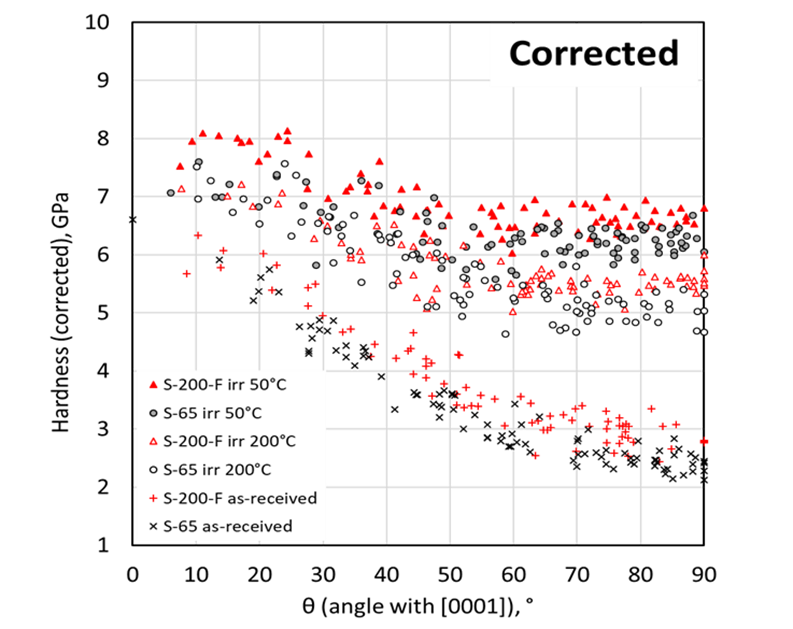 Corrected
10
9
8
7
6
5
4
3
2
1
Hardness (corrected), GPa
S-200-F irr 50°C
S-65 irr 50°C
S-200-F irr 200°C
S-65 irr 200°C
S-200-F as-received
S-65 as-received
0 10 20 30 40 50 60 70 80 90
θ (angle with [0001]), °